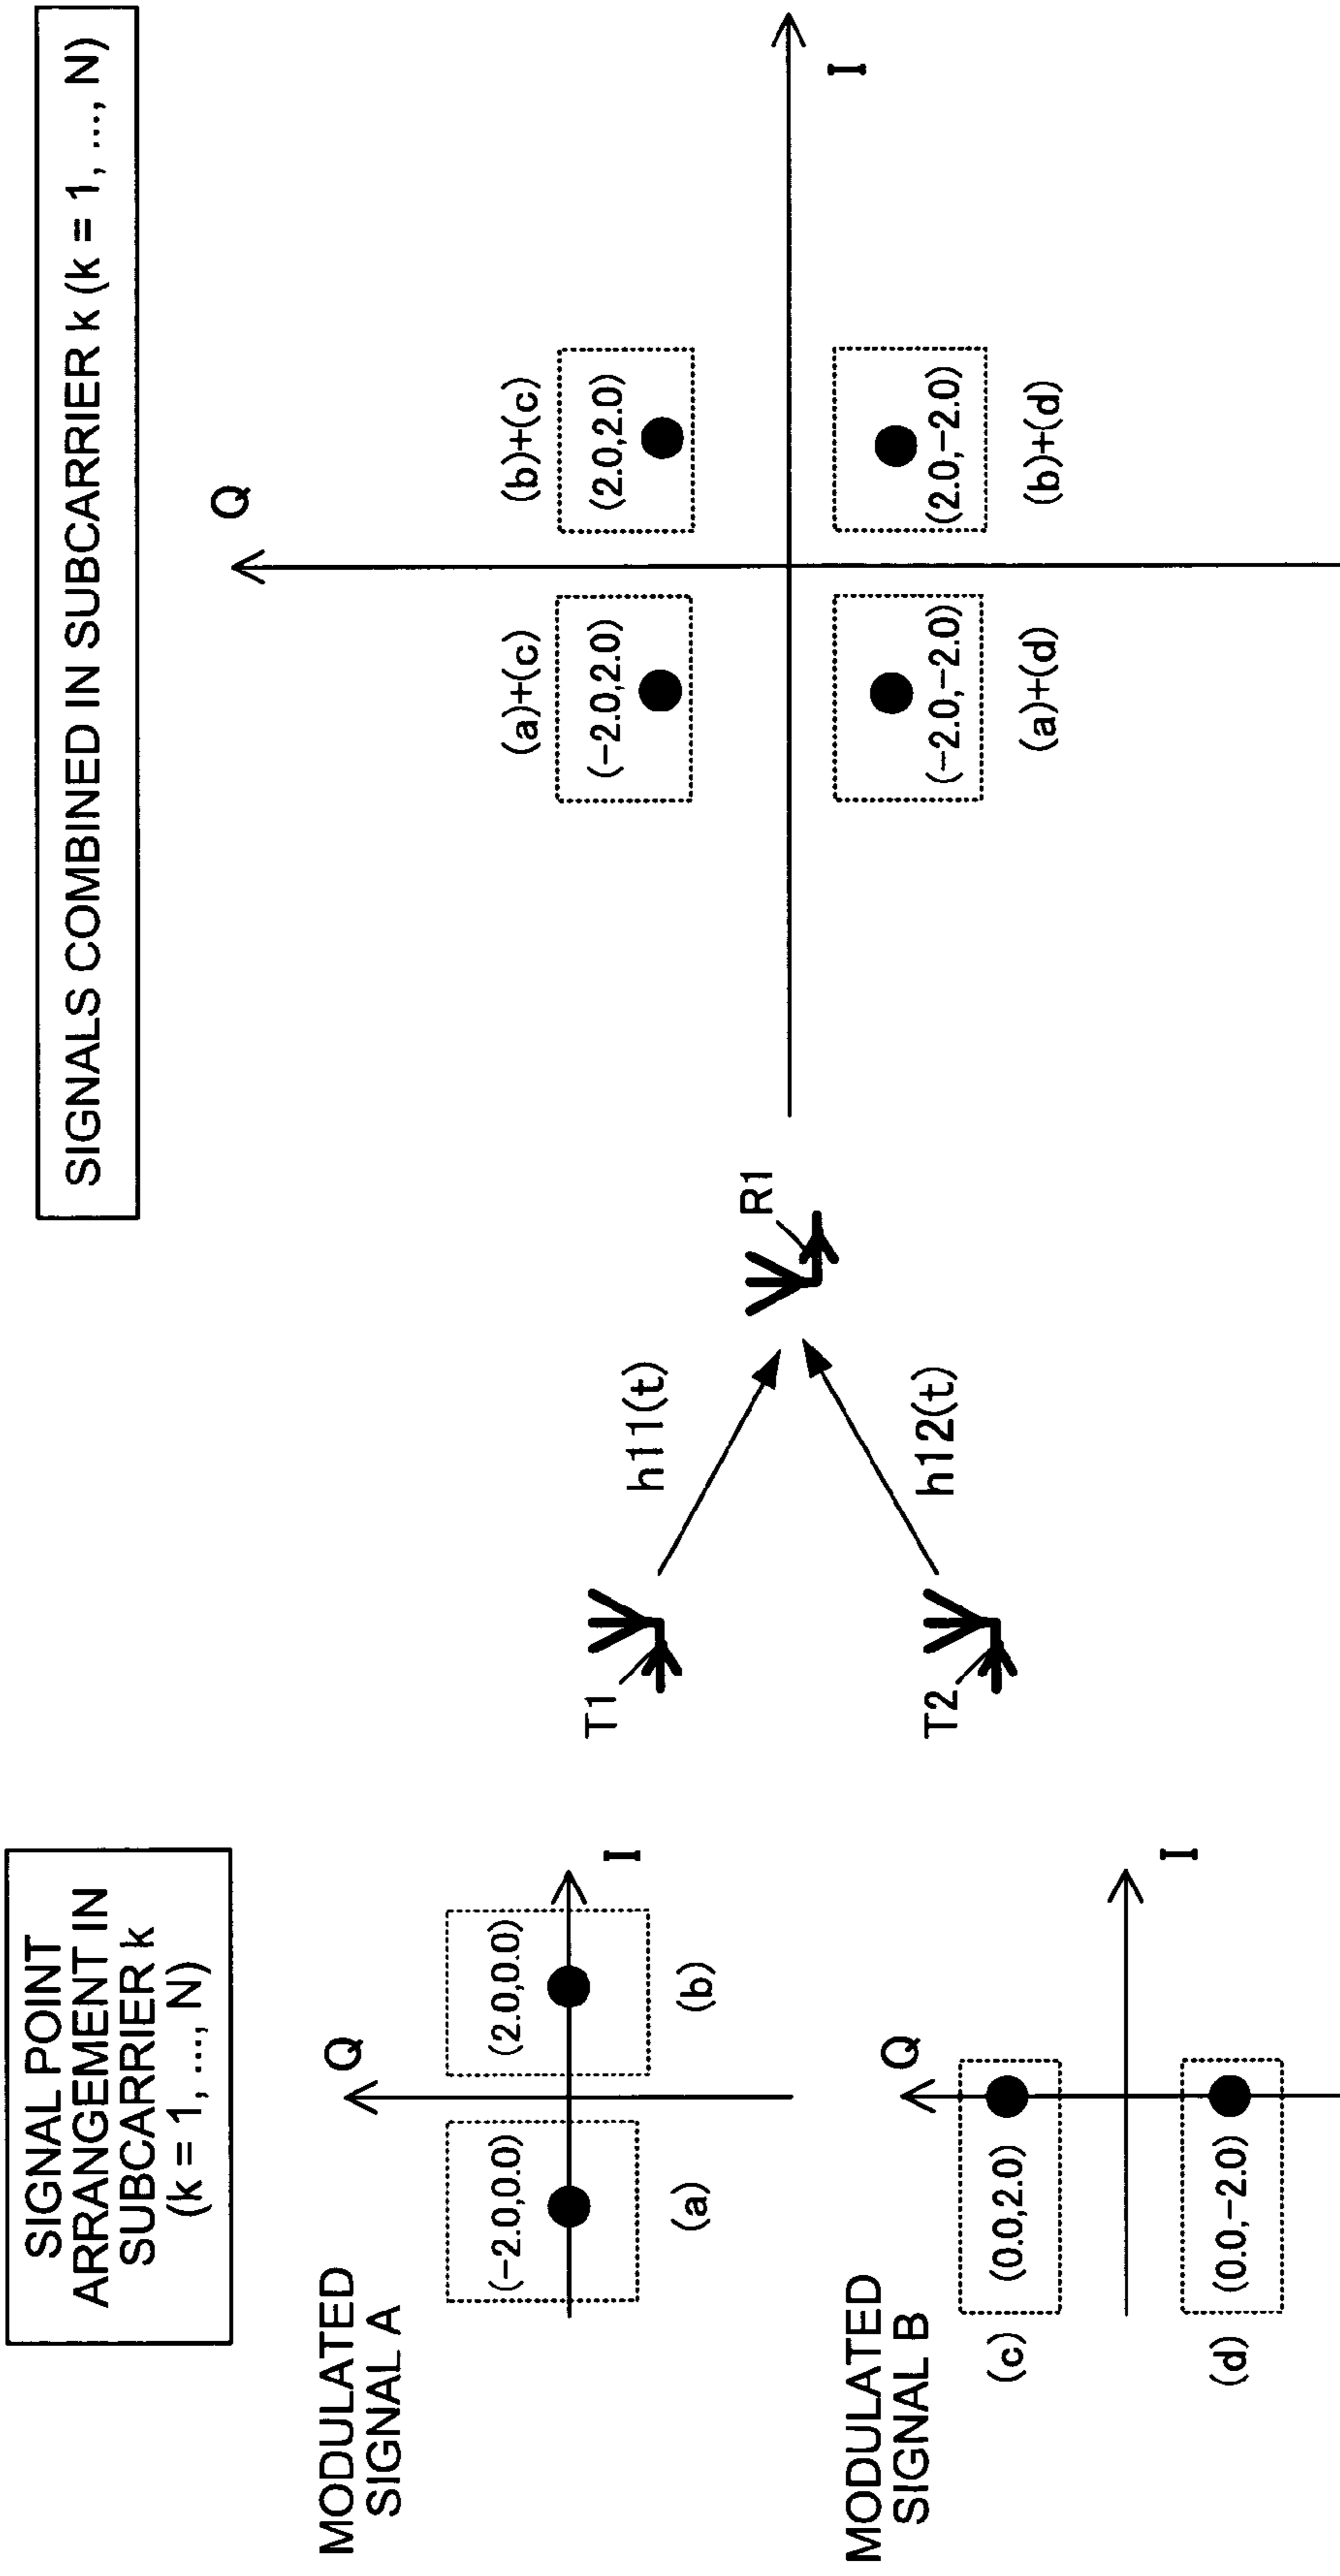 SIGNAL POINT
ARRANGEMENT IN
SUBCARRIER k
(k = 1, ..., N)
MODULATED
SIGNAL A
Q
I
(-2.0,0.0)
(2.0,0.0)
(a)
(b)
MODULATED
SIGNAL B
Q
I
(c)
(0.0,2.0)
(d)
(0.0,-2.0)
T1
T2
h11(t)
h12(t)
R1
SIGNALS COMBINED IN SUBCARRIER k (k = 1, ..., N)
Q
I
(a)+(c)
(-2.0,2.0)
(b)+(c)
(2.0,2.0)
(-2.0,-2.0)
(a)+(d)
(2.0,-2.0)
(b)+(d)